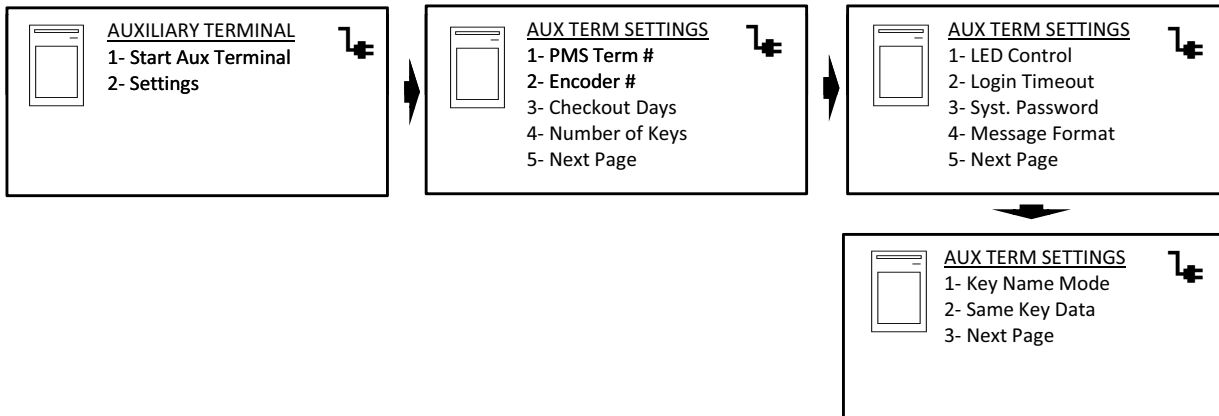 AUXILIARY TERMINAL
1- Start Aux Terminal
2- Settings
AUX TERM SETTINGS
1- PMS Term #
2- Encoder #
3- Checkout Days
4- Number of Keys
5- Next Page
AUX TERM SETTINGS
1- LED Control
2- Login Timeout
3- Syst. Password
4- Message Format
5- Next Page
AUX TERM SETTINGS
1- Key Name Mode
2- Same Key Data
3- Next Page